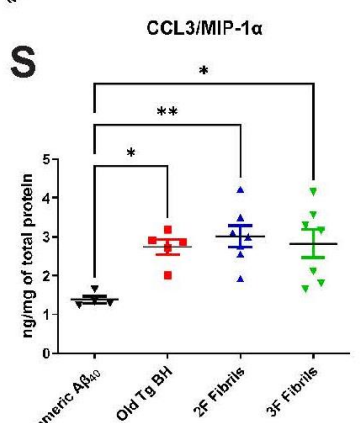 CCL3/MIP-1α
S
*
**
*
ng/mg of total protein
5
4
3
2
1
0
Aβ40
Old Tg BH
2F Fibrils
3F Fibrils